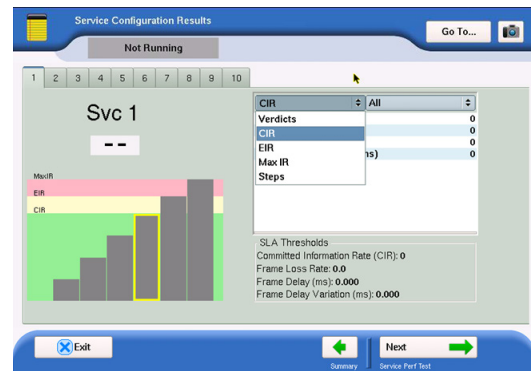 Service Configuration Results
Go To...
Not Running
1 2 3 4 5 6 7 8 9 10
Svc 1
--
CIR All
Verdicts 0
CIR 0
EIR 0
Max IR ns) 0
Steps
MaxIR
EIR
CIR
SLA Thresholds
Committed Information Rate (CIR): 0
Frame Loss Rate: 0.0
Frame Delay (ms): 0.000
Frame Delay Variation (ms): 0.000
Exit
Summary
Next
Service Perf Test